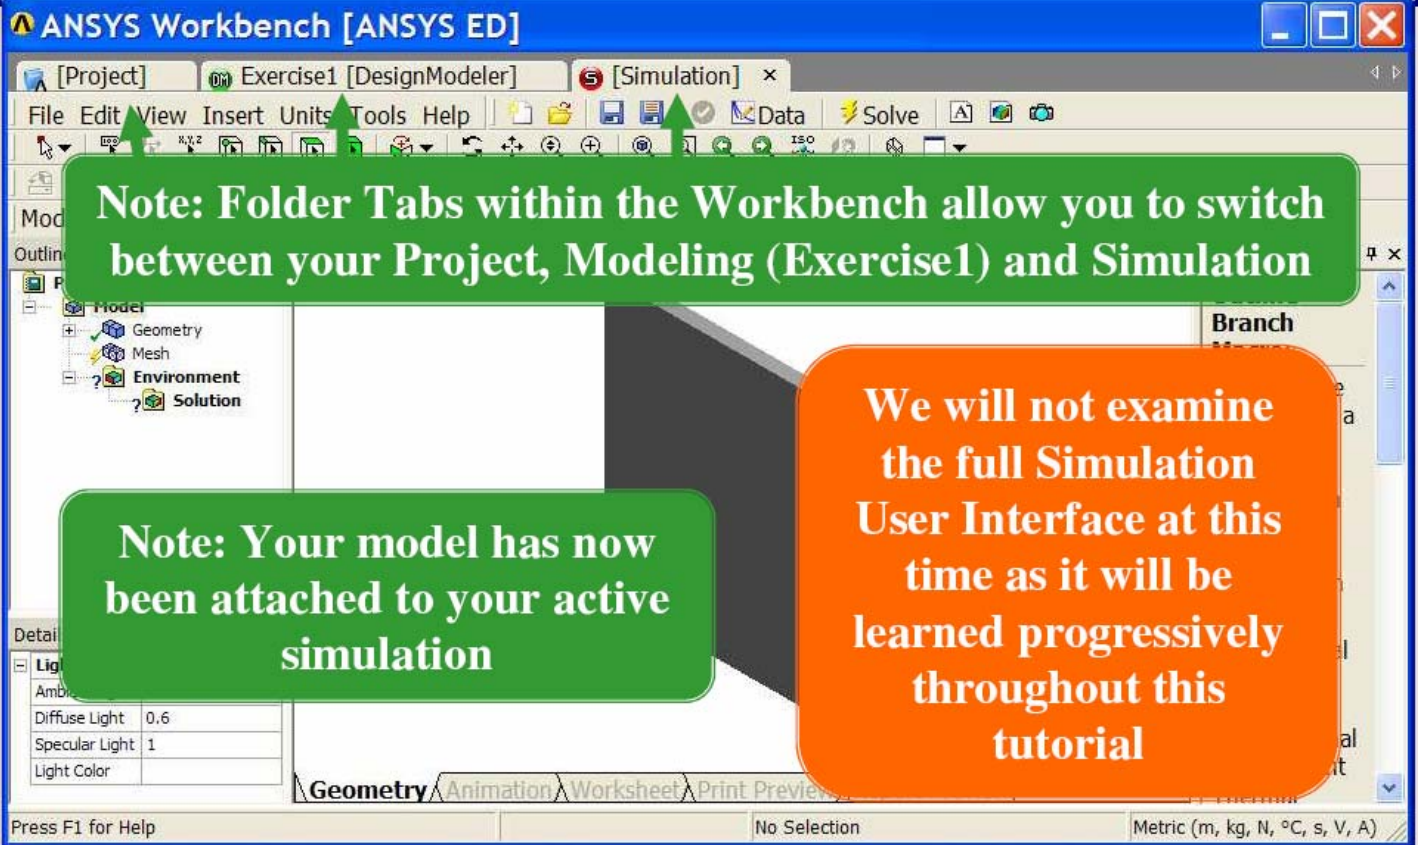 ANSYS Workbench [ANSYS ED]
[Project]
Exercise1 [DesignModeler]
[Simulation] ×
File Edit View Insert Units Tools Help
Data
Solve
Note: Folder Tabs within the Workbench allow you to switch
between your Project, Modeling (Exercise1) and Simulation
Model
Geometry
Mesh
Environment
Solution
Branch
Note: Your model has now
been attached to your active
simulation
We will not examine
the full Simulation
User Interface at this
time as it will be
learned progressively
throughout this
tutorial
Diffuse Light 0.6
Specular Light 1
Light Color
Geometry Animation Worksheet Print Preview
Press F1 for Help
No Selection
Metric (m, kg, N, °C, s, V, A)